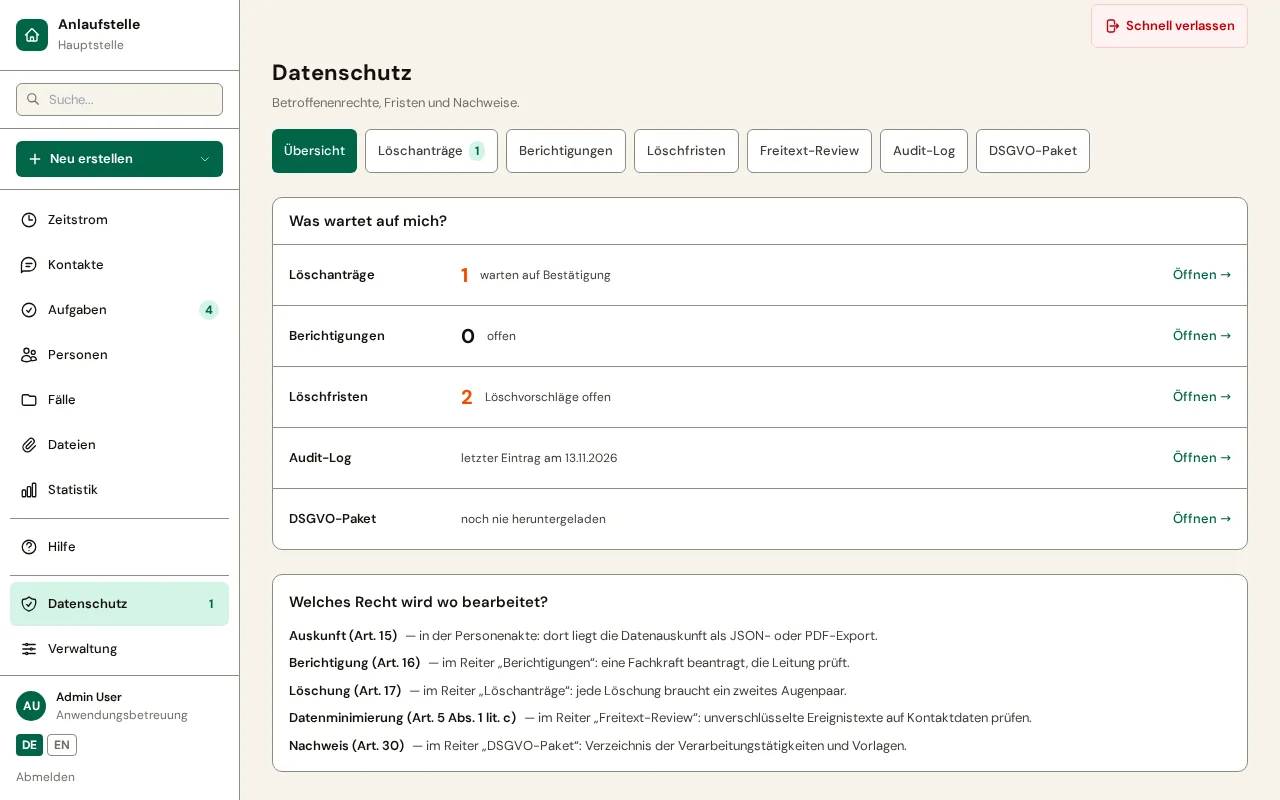 Anlaufstelle
Hauptstelle
Suche...
Neu erstellen
Zeitstrom
Kontakte
Aufgaben 4
Personen
Fälle
Dateien
Statistik
Hilfe
Datenschutz 1
Verwaltung
AU
Admin User
Anwendungsbetreuung
DE EN
Abmelden
Schnell verlassen
Datenschutz
Betroffenenrechte, Fristen und Nachweise.
Übersicht Löschanträge 1 Berichtigungen Löschfristen Freitext-Review Audit-Log DSGVO-Paket
Was wartet auf mich?
Löschanträge 1 warten auf Bestätigung Öffnen →
Berichtigungen 0 offen Öffnen →
Löschfristen 2 Löschvorschläge offen Öffnen →
Audit-Log letzter Eintrag am 13.11.2026 Öffnen →
DSGVO-Paket noch nie heruntergeladen Öffnen →
Welches Recht wird wo bearbeitet?
Auskunft (Art. 15) — in der Personenakte: dort liegt die Datenauskunft als JSON- oder PDF-Export.
Berichtigung (Art. 16) — im Reiter „Berichtigungen“: eine Fachkraft beantragt, die Leitung prüft.
Löschung (Art. 17) — im Reiter „Löschanträge“: jede Löschung braucht ein zweites Augenpaar.
Datenminimierung (Art. 5 Abs. 1 lit. c) — im Reiter „Freitext-Review“: unverschlüsselte Ereignistexte auf Kontaktdaten prüfen.
Nachweis (Art. 30) — im Reiter „DSGVO-Paket“: Verzeichnis der Verarbeitungstätigkeiten und Vorlagen.